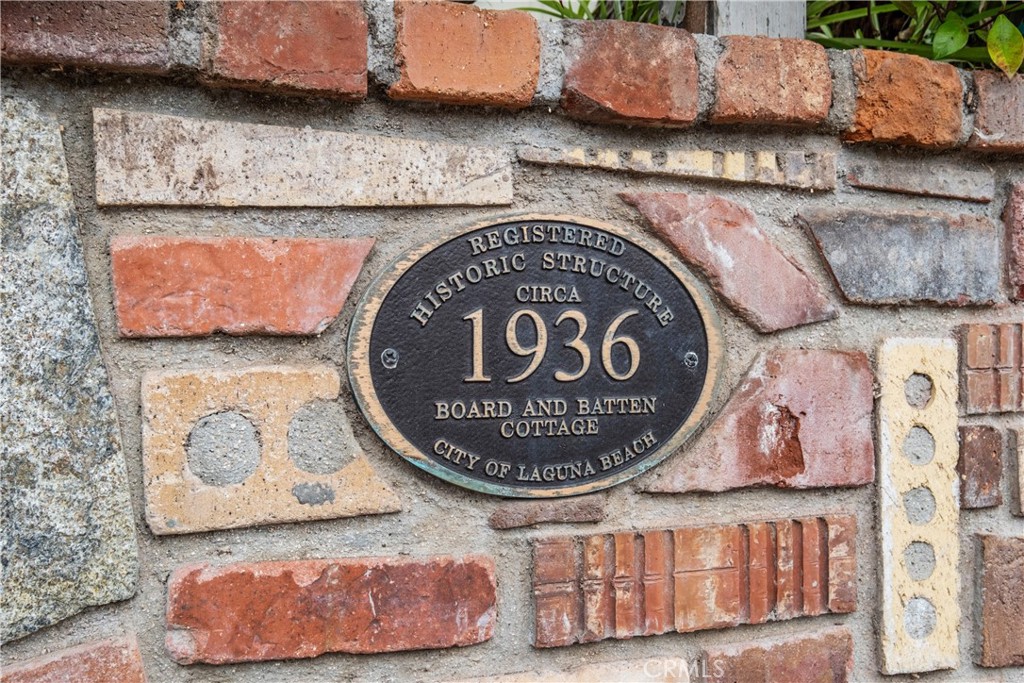 REGISTERED
HISTORIC STRUCTURE
CIRCA
1936
BOARD AND BATTEN
COTTAGE
CITY OF LAGUNA BEACH
CRMLS